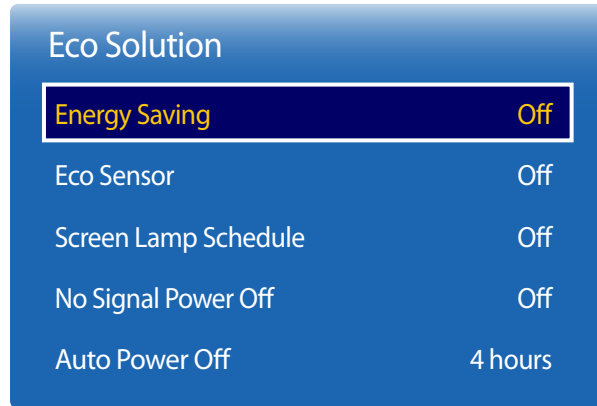 Eco Solution
Energy Saving Off
Eco Sensor Off
Screen Lamp Schedule Off
No Signal Power Off Off
Auto Power Off 4 hours